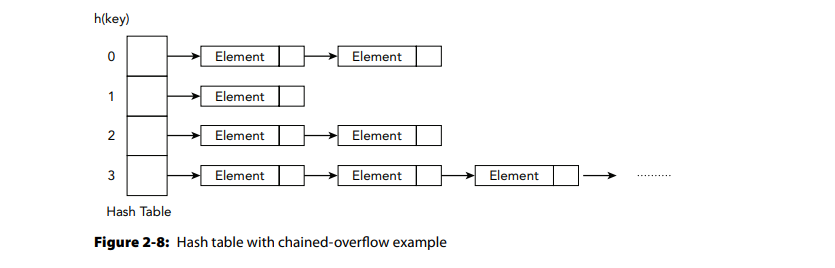 h(key)
0 Element Element
1 Element
2 Element Element
3 Element Element Element ..........
Hash Table
Figure 2-8: Hash table with chained-overflow example